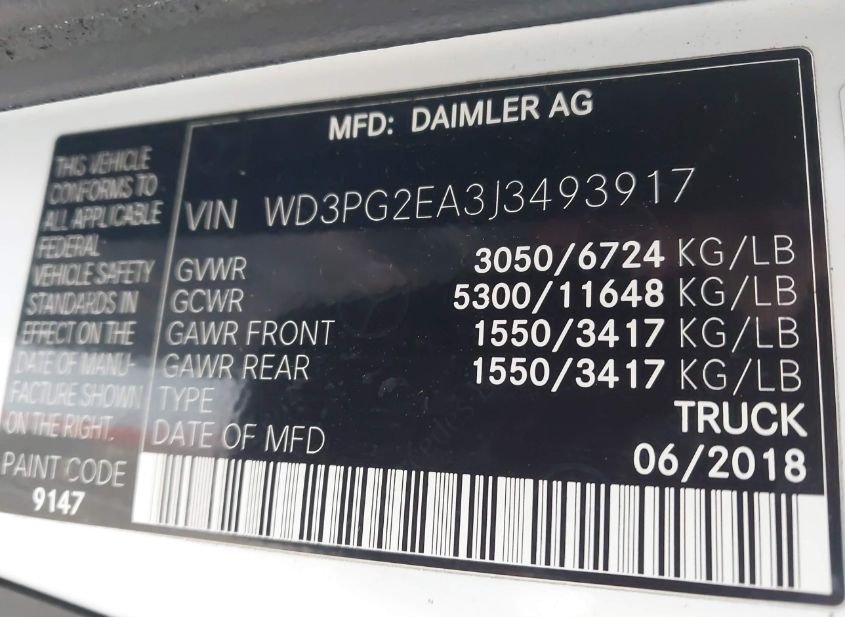 MFD: DAIMLER AG
THIS VEHICLE
CONFORMS TO
ALL APPLICABLE
FEDERAL
VEHICLE SAFETY
STANDARDS IN
EFFECT ON THE
DATE OF MANU-
FACTURE SHOWN
ON THE RIGHT.
PAINT CODE
9147
VIN WD3PG2EA3J3493917
GVWR 3050/6724 KG/LB
GCWR 5300/11648 KG/LB
GAWR FRONT 1550/3417 KG/LB
GAWR REAR 1550/3417 KG/LB
TYPE TRUCK
DATE OF MFD 06/2018